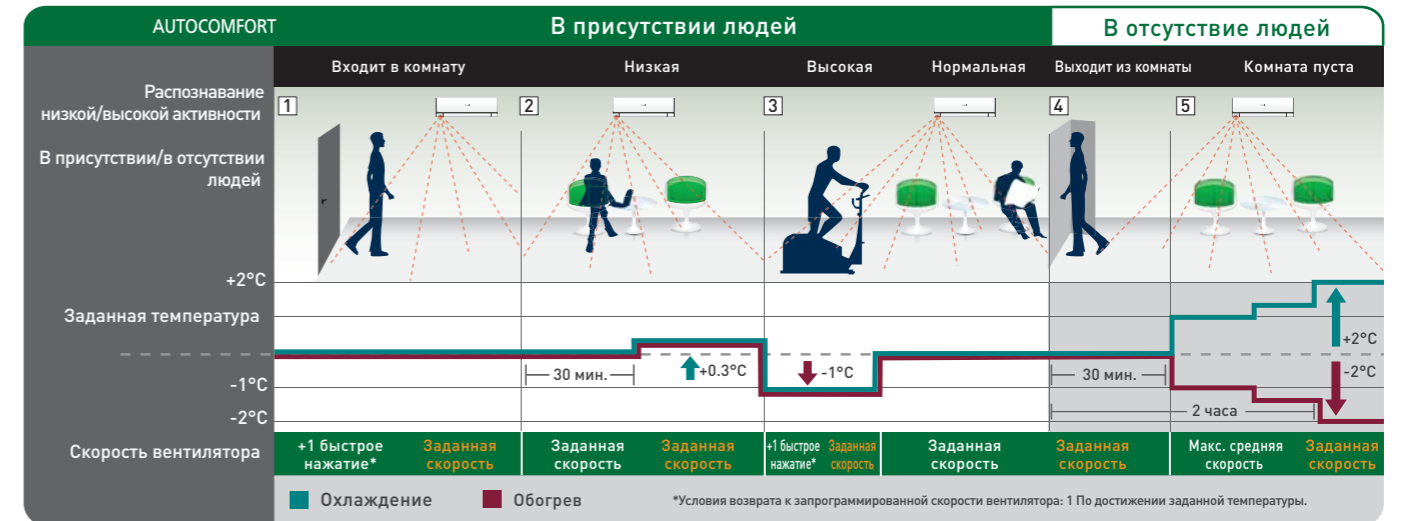 AUTOCOMFORT
В присутствии людей
В отсутствие людей
Входит в комнату
Низкая
Высокая
Нормальная
Выходит из комнаты
Комната пуста
Распознавание
низкой/высокой активности
В присутствии/в отсутствии
людей
1
2
3
4
5
+2°C
Заданная температура
-1°C
-2°C
30 мин.
+0.3°C
-1°C
30 мин.
+2°C
-2°C
2 часа
Скорость вентилятора
+1 быстрое
нажатие*
Заданная
скорость
Заданная
скорость
Заданная
скорость
+1 быстрое
нажатие*
Заданная
скорость
Заданная
скорость
Заданная
скорость
Макс. средняя
скорость
Заданная
скорость
Охлаждение
Обогрев
*Условия возврата к запрограммированной скорости вентилятора: 1 По достижении заданной температуры.